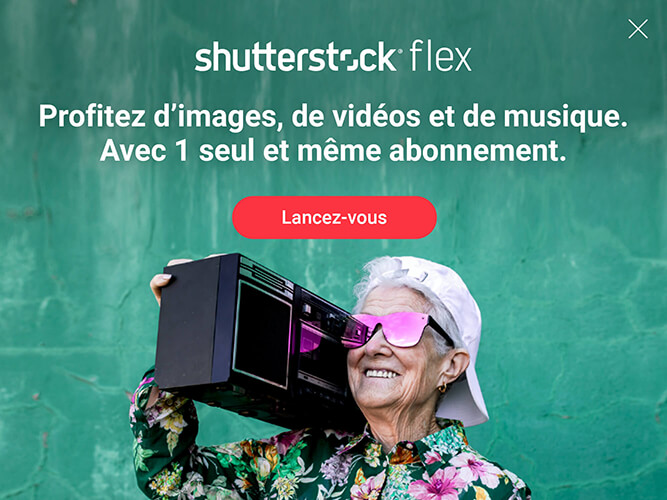 shutterstock flex
Profitez d’images, de vidéos et de musique.
Avec 1 seul et même abonnement.
Lancez-vous